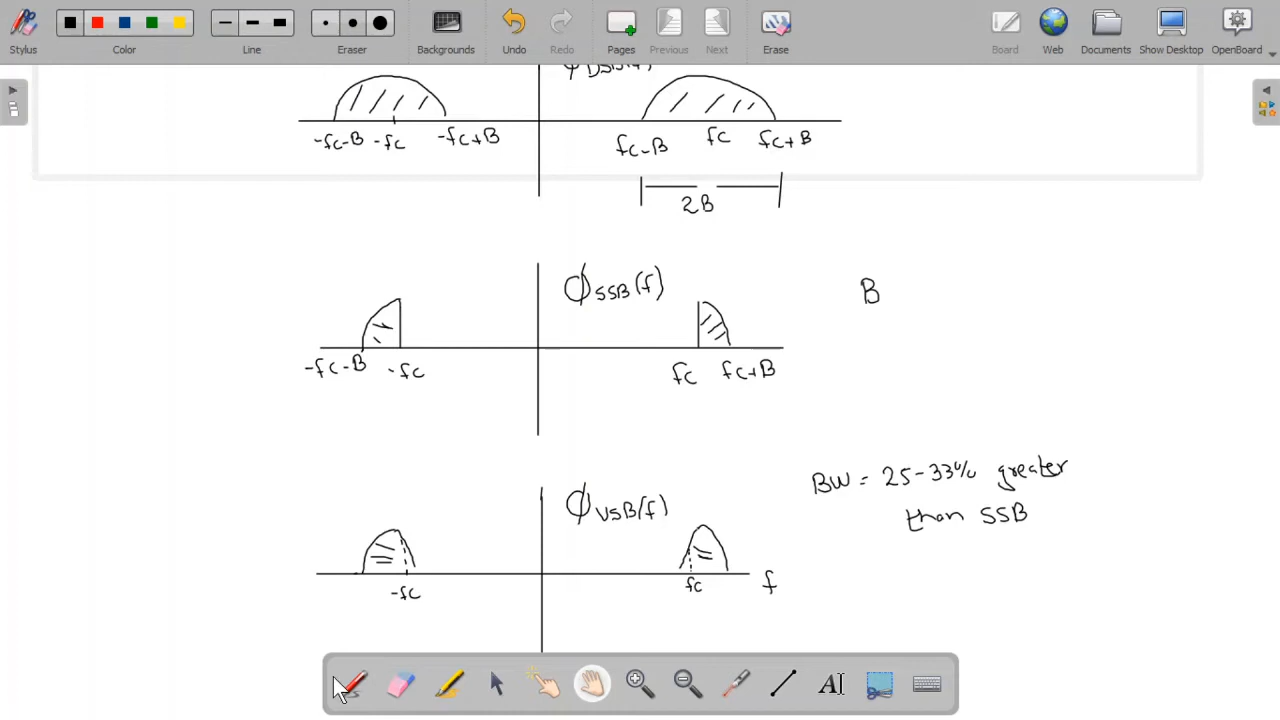 Stylus
Color
Line
Eraser
Backgrounds
Undo
Redo
Pages
Previous
Next
Erase
Board
Web
Documents
Show Desktop
OpenBoard
ϕDSB(f)
-fc-B -fc -fc+B
fc-B fc fc+B
2B
ϕSSB(f)
B
-fc-B -fc
fc fc+B
BW = 25-33% greater
than SSB
ϕVSB(f)
-fc
fc
f